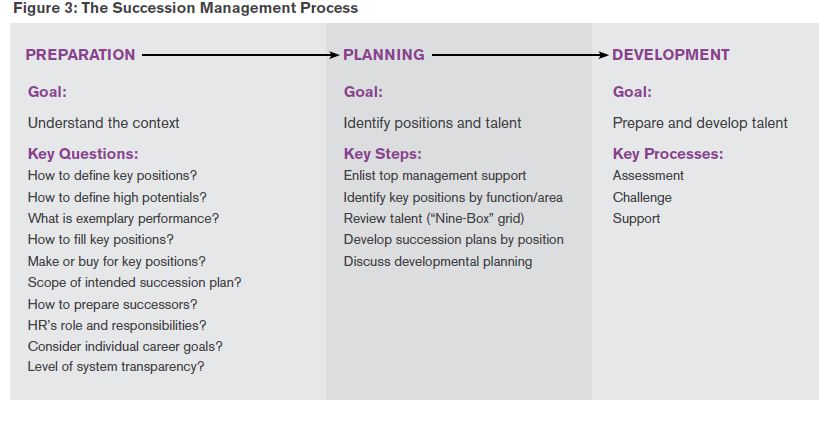 Figure 3: The Succession Management Process
PREPARATION
Goal:
Understand the context
Key Questions:
How to define key positions?
How to define high potentials?
What is exemplary performance?
How to fill key positions?
Make or buy for key positions?
Scope of intended succession plan?
How to prepare successors?
HR's role and responsibilities?
Consider individual career goals?
Level of system transparency?
PLANNING
Goal:
Identify positions and talent
Key Steps:
Enlist top management support
Identify key positions by function/area
Review talent (“Nine-Box” grid)
Develop succession plans by position
Discuss developmental planning
DEVELOPMENT
Goal:
Prepare and develop talent
Key Processes:
Assessment
Challenge
Support